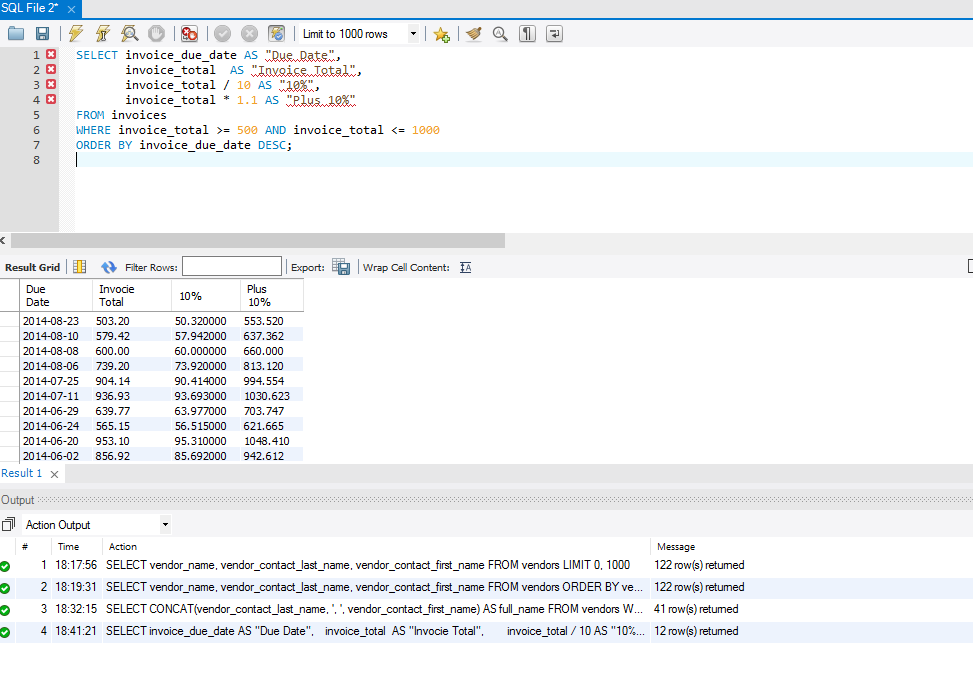 SQL File 2*
Limit to 1000 rows
1 SELECT invoice_due_date AS "Due Date",
2 invoice_total AS "Invoice Total",
3 invoice_total / 10 AS "10%",
4 invoice_total * 1.1 AS "Plus 10%"
5 FROM invoices
6 WHERE invoice_total >= 500 AND invoice_total <= 1000
7 ORDER BY invoice_due_date DESC;
8
Result Grid Filter Rows: Export: Wrap Cell Content:
Due Date Invocie Total 10% Plus 10%
2014-08-23 503.20 50.320000 553.520
2014-08-10 579.42 57.942000 637.362
2014-08-08 600.00 60.000000 660.000
2014-08-06 739.20 73.920000 813.120
2014-07-25 904.14 90.414000 994.554
2014-07-11 936.93 93.693000 1030.623
2014-06-29 639.77 63.977000 703.747
2014-06-24 565.15 56.515000 621.665
2014-06-20 953.10 95.310000 1048.410
2014-06-02 856.92 85.692000 942.612
Result 1
Output
Action Output
# Time Action Message
1 18:17:56 SELECT vendor_name, vendor_contact_last_name, vendor_contact_first_name FROM vendors LIMIT 0, 1000 122 row(s) returned
2 18:19:31 SELECT vendor_name, vendor_contact_last_name, vendor_contact_first_name FROM vendors ORDER BY ve... 122 row(s) returned
3 18:32:15 SELECT CONCAT(vendor_contact_last_name, ', ', vendor_contact_first_name) AS full_name FROM vendors W... 41 row(s) returned
4 18:41:21 SELECT invoice_due_date AS "Due Date", invoice_total AS "Invocie Total", invoice_total / 10 AS "10%... 12 row(s) returned